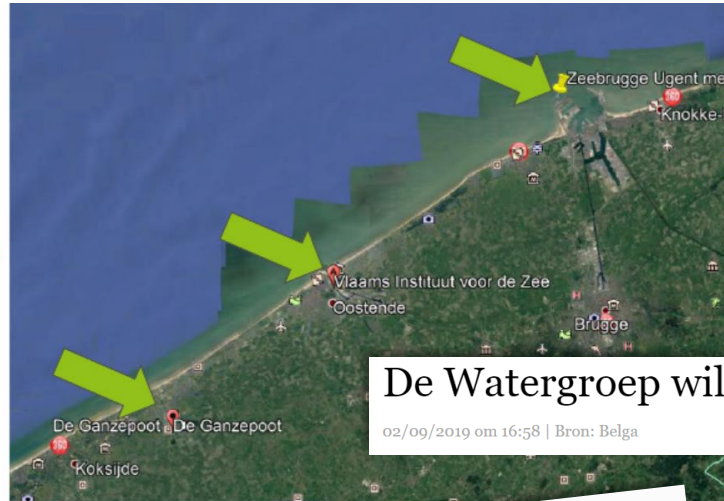 Zeebrugge Ugent me
Knokke-
Vlaams Instituut voor de Zee
Oostende
Brugge
De Watergroep wil
02/09/2019 om 16:58 | Bron: Belga
De Ganzepoot De Ganzepoot
Koksijde